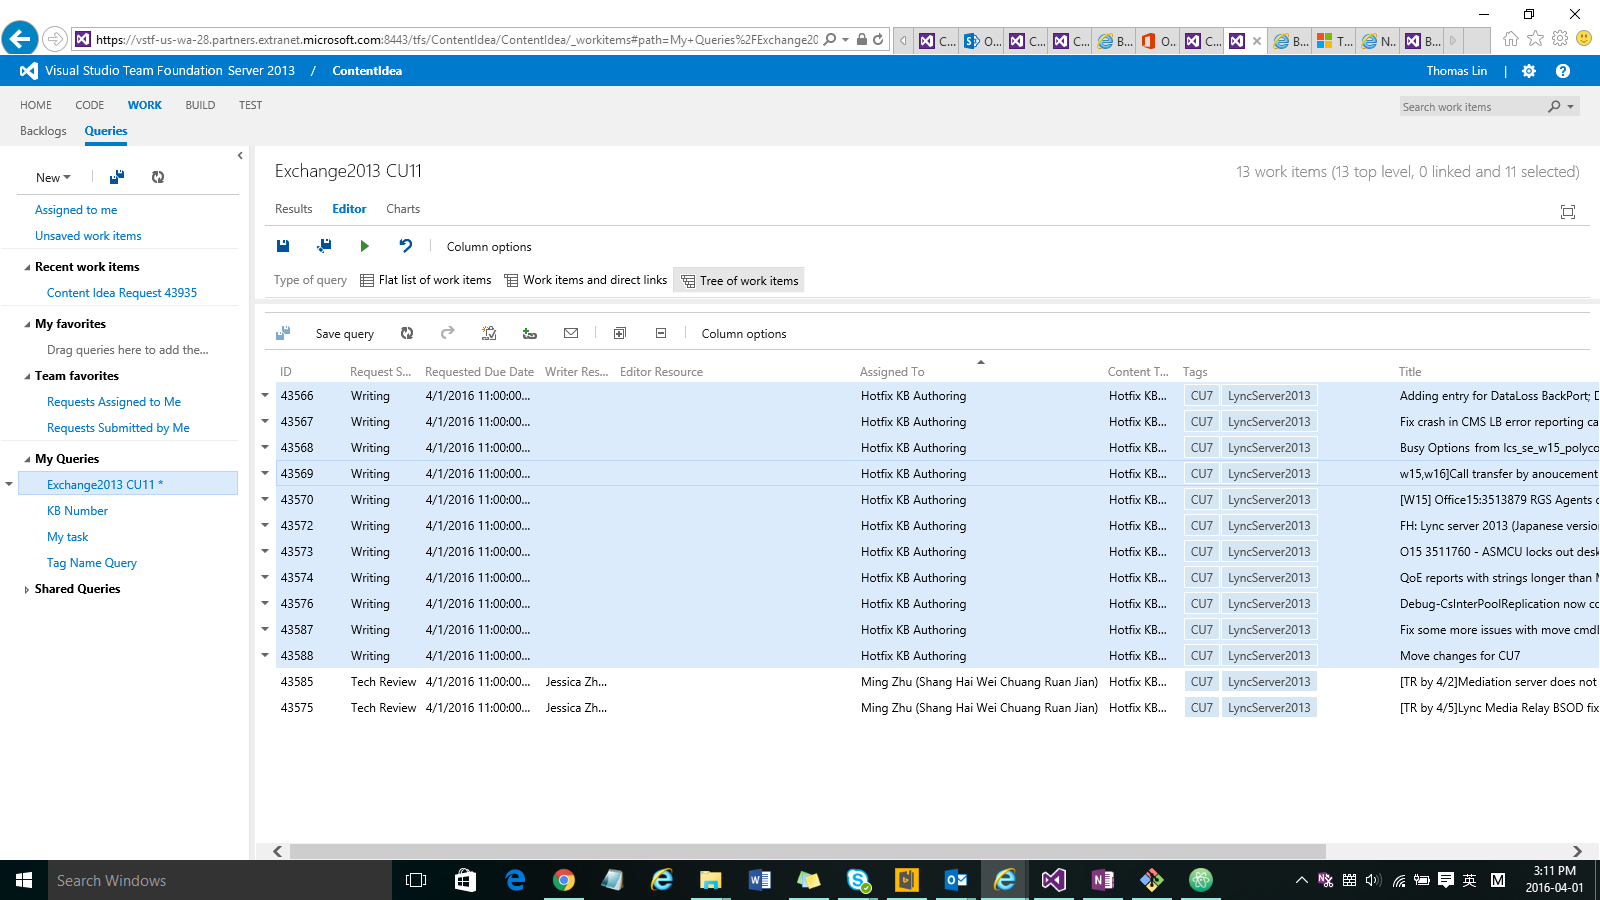 https://vstf-us-wa-28.partners.extranet.microsoft.com:8443/tfs/ContentIdea/ContentIdea/_workitems#path=My+Queries%2FExchange20
C... O... C... C... B... O... C... B... T... N... B...
Visual Studio Team Foundation Server 2013 / ContentIdea
Thomas Lin |
HOME CODE WORK BUILD TEST
Search work items
Backlogs Queries
New
Assigned to me
Unsaved work items
Recent work items
Content Idea Request 43935
My favorites
Drag queries here to add the...
Team favorites
Requests Assigned to Me
Requests Submitted by Me
My Queries
Exchange2013 CU11 *
KB Number
My task
Tag Name Query
Shared Queries
Exchange2013 CU11
13 work items (13 top level, 0 linked and 11 selected)
Results Editor Charts
Column options
Type of query Flat list of work items Work items and direct links Tree of work items
Save query Column options
ID Request S... Requested Due Date Writer Res... Editor Resource Assigned To Content T... Tags Title
43566 Writing 4/1/2016 11:00:00... Hotfix KB Authoring Hotfix KB... CU7 LyncServer2013 Adding entry for DataLoss BackPort;
43567 Writing 4/1/2016 11:00:00... Hotfix KB Authoring Hotfix KB... CU7 LyncServer2013 Fix crash in CMS LB error reporting ca
43568 Writing 4/1/2016 11:00:00... Hotfix KB Authoring Hotfix KB... CU7 LyncServer2013 Busy Options from lcs_se_w15_polyco
43569 Writing 4/1/2016 11:00:00... Hotfix KB Authoring Hotfix KB... CU7 LyncServer2013 w15,w16]Call transfer by anoucement
43570 Writing 4/1/2016 11:00:00... Hotfix KB Authoring Hotfix KB... CU7 LyncServer2013 [W15] Office15:3513879 RGS Agents
43572 Writing 4/1/2016 11:00:00... Hotfix KB Authoring Hotfix KB... CU7 LyncServer2013 FH: Lync server 2013 (Japanese versio
43573 Writing 4/1/2016 11:00:00... Hotfix KB Authoring Hotfix KB... CU7 LyncServer2013 O15 3511760 - ASMCU locks out desk
43574 Writing 4/1/2016 11:00:00... Hotfix KB Authoring Hotfix KB... CU7 LyncServer2013 QoE reports with strings longer than
43576 Writing 4/1/2016 11:00:00... Hotfix KB Authoring Hotfix KB... CU7 LyncServer2013 Debug-CsInterPoolReplication now co
43587 Writing 4/1/2016 11:00:00... Hotfix KB Authoring Hotfix KB... CU7 LyncServer2013 Fix some more issues with move cmdl
43588 Writing 4/1/2016 11:00:00... Hotfix KB Authoring Hotfix KB... CU7 LyncServer2013 Move changes for CU7
43585 Tech Review 4/1/2016 11:00:00... Jessica Zh... Ming Zhu (Shang Hai Wei Chuang Ruan Jian) Hotfix KB... CU7 LyncServer2013 [TR by 4/2]Mediation server does not
43575 Tech Review 4/1/2016 11:00:00... Jessica Zh... Ming Zhu (Shang Hai Wei Chuang Ruan Jian) Hotfix KB... CU7 LyncServer2013 [TR by 4/5]Lync Media Relay BSOD fix
Search Windows
英 M
3:11 PM
2016-04-01